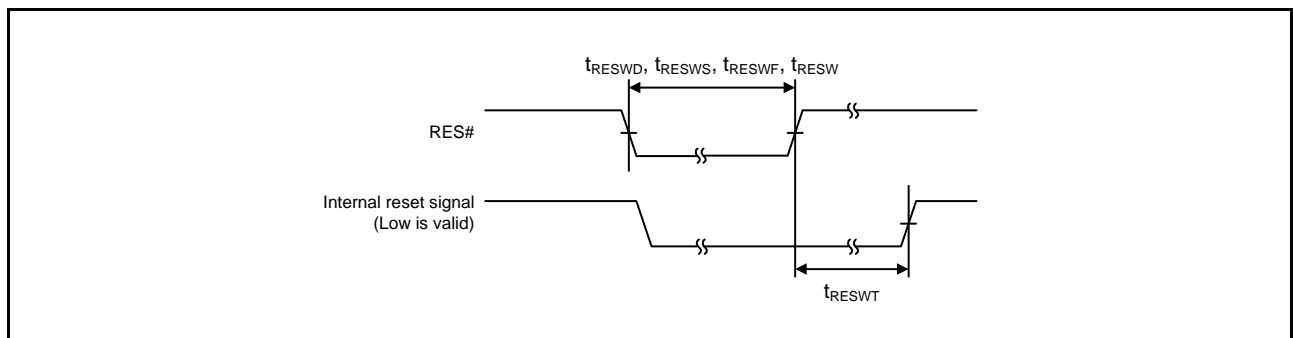 tRESWD, tRESWS, tRESWF, tRESW
RES#
Internal reset signal
(Low is valid)
tRESWT